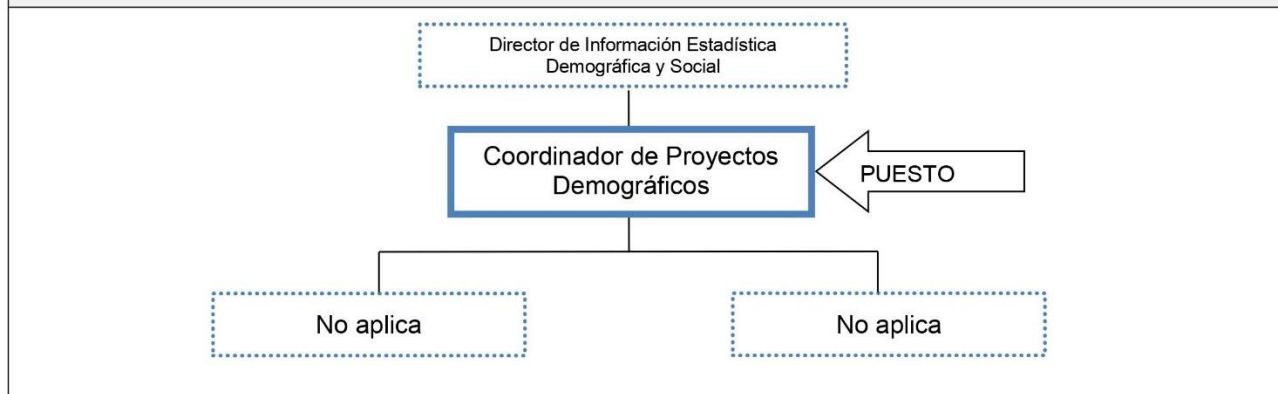 Director de Información Estadística
Demográfica y Social
Coordinador de Proyectos
Demográficos
PUESTO
No aplica
No aplica